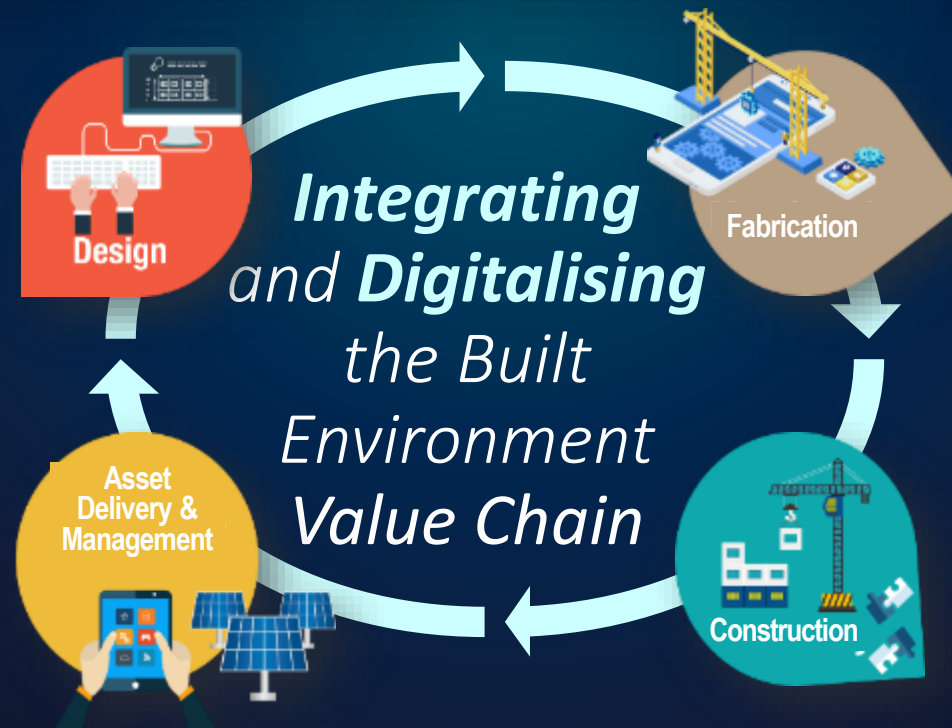 Design
Fabrication
Integrating
and Digitalising
the Built
Environment
Value Chain
Asset
Delivery &
Management
Construction